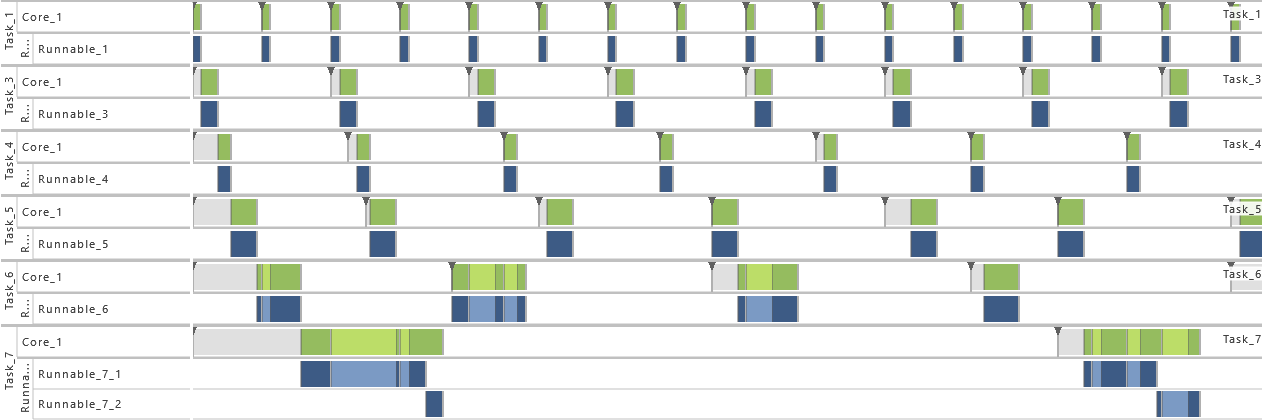 Task_1
Core_1
Task_1
R...
Runnable_1
Task_3
Core_1
Task_3
R...
Runnable_3
Task_4
Core_1
Task_4
R...
Runnable_4
Task_5
Core_1
Task_5
R...
Runnable_5
Task_6
Core_1
Task_6
R...
Runnable_6
Task_7
Core_1
Task_7
Runna...
Runnable_7_1
Runnable_7_2